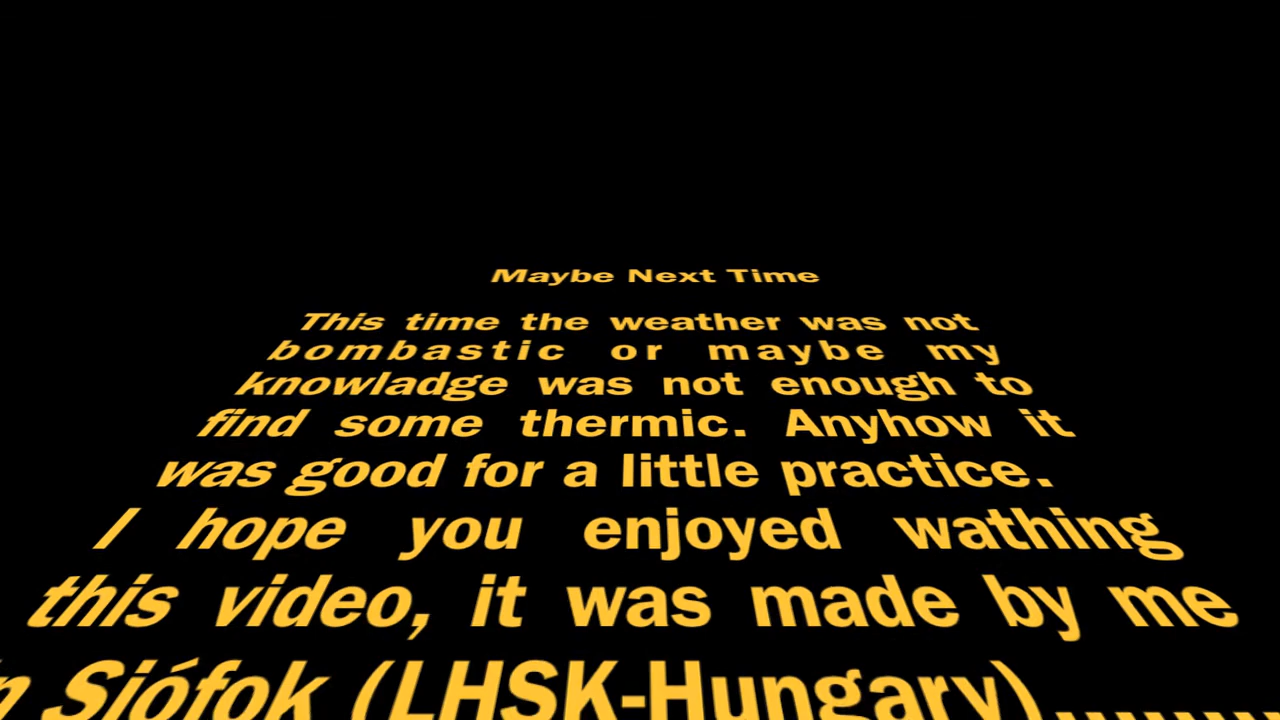 Maybe Next Time
This time the weather was not
bombastic or maybe my
knowladge was not enough to
find some thermic. Anyhow it
was good for a little practice.
I hope you enjoyed wathing
this video, it was made by me
Siófok (LHSK-Hungary)........